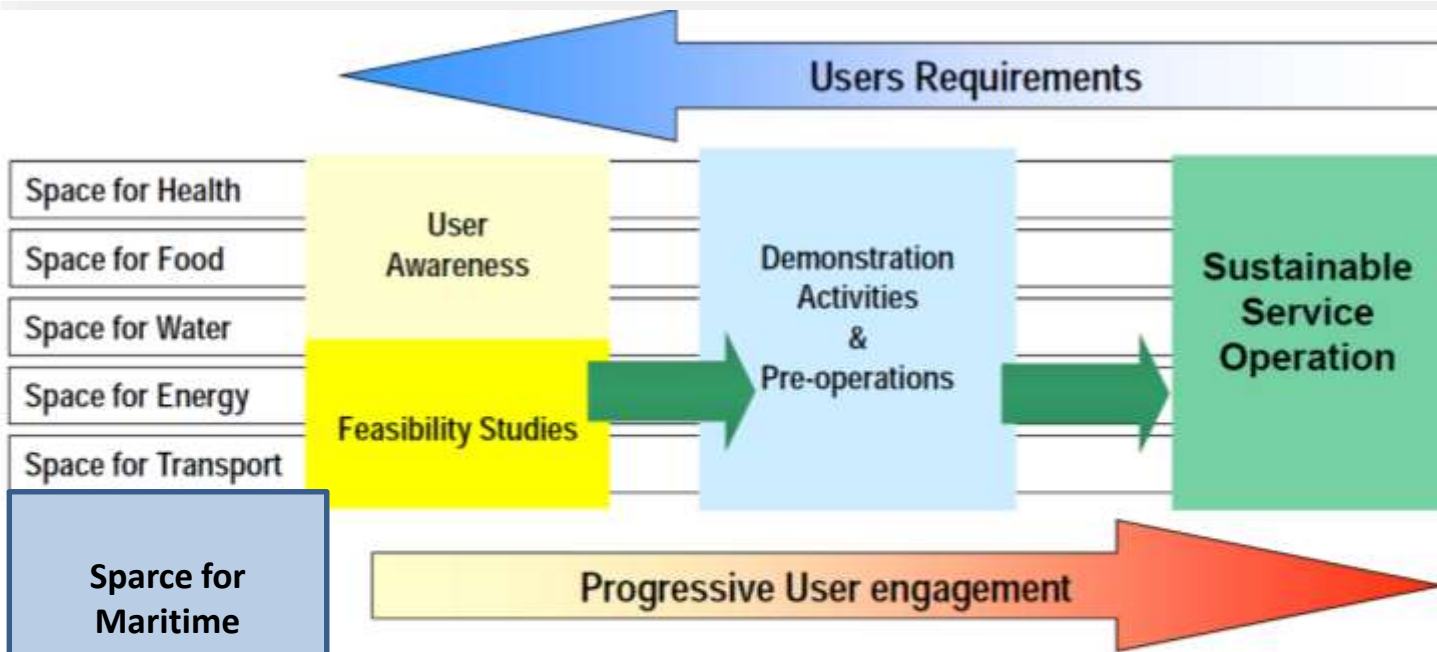 Users Requirements
Space for Health
Space for Food
Space for Water
Space for Energy
Space for Transport
Sparce for
Maritime
User
Awareness
Feasibility Studies
Demonstration
Activities
&
Pre-operations
Sustainable
Service
Operation
Progressive User engagement